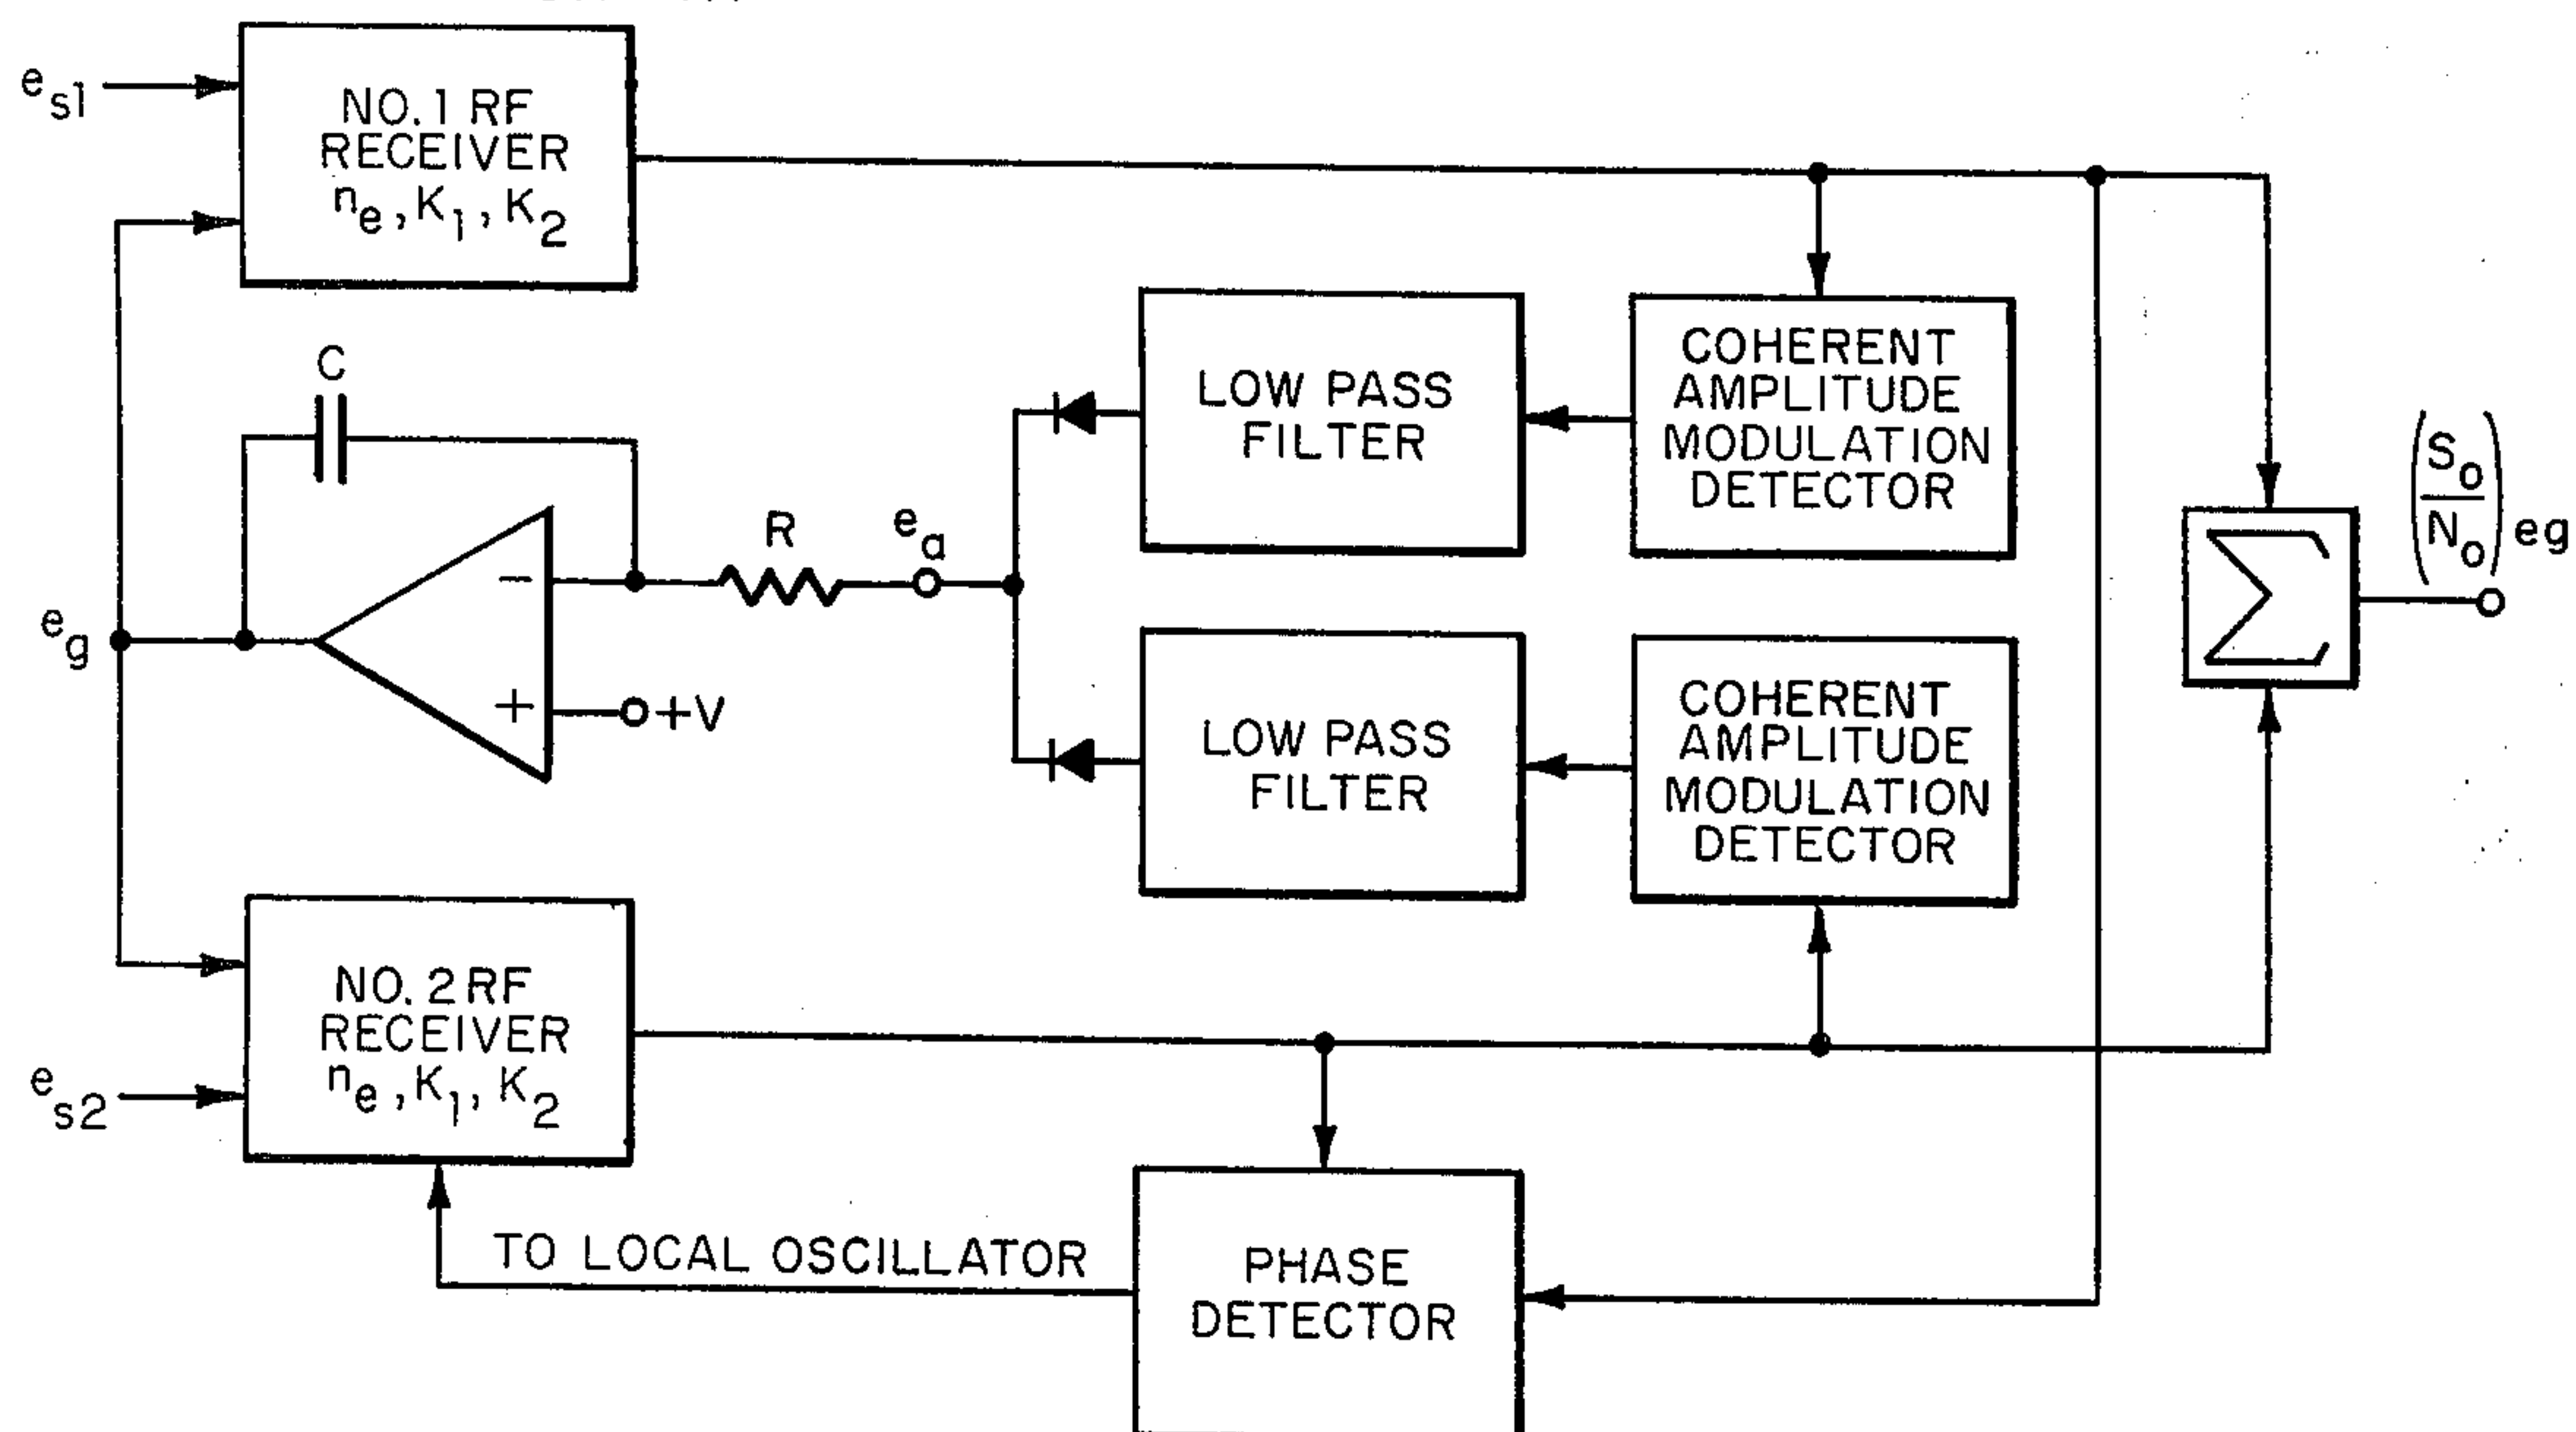 e_s1
NO. 1 RF
RECEIVER
n_e, K_1, K_2
C
LOW PASS
FILTER
COHERENT
AMPLITUDE
MODULATION
DETECTOR
R
e_a
−
+
+V
e_g
(S_o/N_o) eg
Σ
LOW PASS
FILTER
COHERENT
AMPLITUDE
MODULATION
DETECTOR
NO. 2 RF
RECEIVER
n_e, K_1, K_2
e_s2
TO LOCAL OSCILLATOR
PHASE
DETECTOR